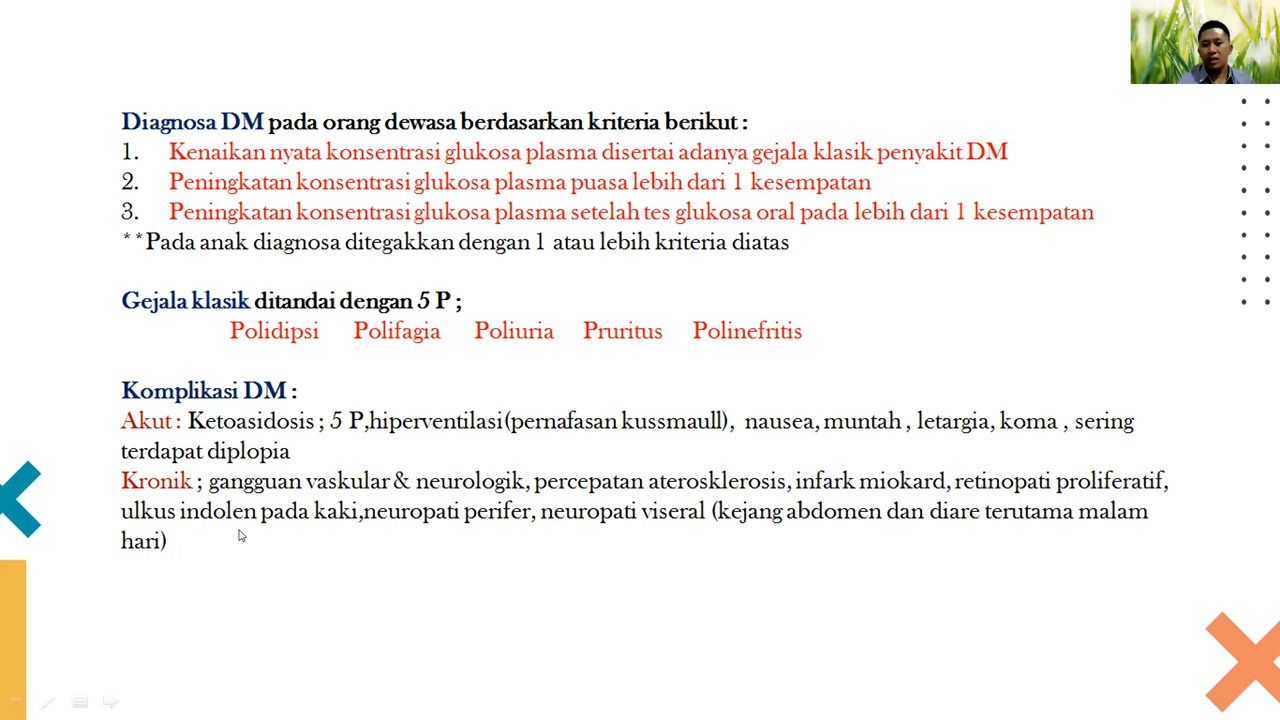 Diagnosa DM pada orang dewasa berdasarkan kriteria berikut :
1. Kenaikan nyata konsentrasi glukosa plasma disertai adanya gejala klasik penyakit DM
2. Peningkatan konsentrasi glukosa plasma puasa lebih dari 1 kesempatan
3. Peningkatan konsentrasi glukosa plasma setelah tes glukosa oral pada lebih dari 1 kesempatan
**Pada anak diagnosa ditegakkan dengan 1 atau lebih kriteria diatas
Gejala klasik ditandai dengan 5 P ;
Polidipsi Polifagia Poliuria Pruritus Polinefritis
Komplikasi DM :
Akut : Ketoasidosis ; 5 P,hiperventilasi(pernafasan kussmaull), nausea, muntah , letargia, koma , sering
terdapat diplopia
Kronik ; gangguan vaskular & neurologik, percepatan aterosklerosis, infark miokard, retinopati proliferatif,
ulkus indolen pada kaki,neuropati perifer, neuropati viseral (kejang abdomen dan diare terutama malam
hari)